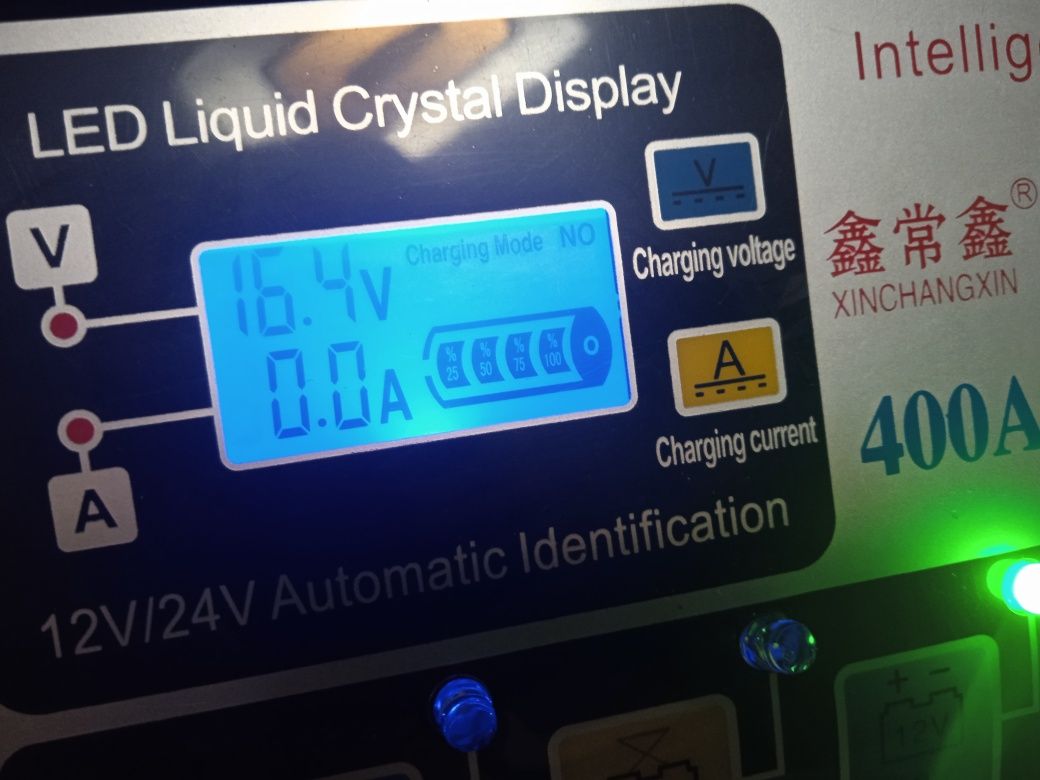 LED Liquid Crystal Display
Intellig
V
16.4V
Charging Mode NO
V
Charging voltage
鑫常鑫®
XINCHANGXIN
0.0A
% 25
% 50
% 75
% 100
A
Charging current
400A
A
12V/24V Automatic Identification
+ -
12V